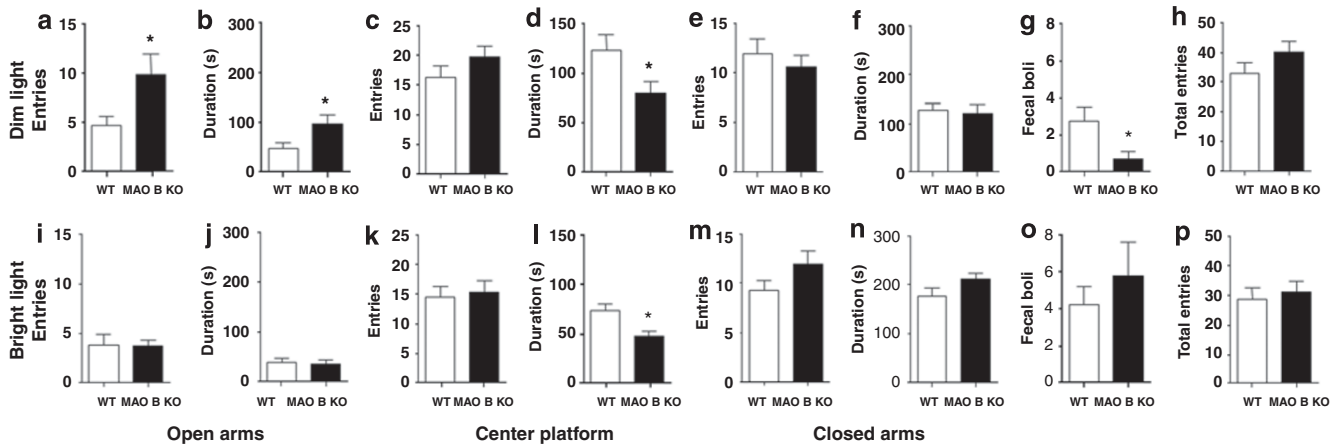 a b c d e f g h
Dim light
Entries
Duration (s)
Entries
Duration (s)
Entries
Duration (s)
Fecal boli
Total entries
15 10 5 0
300 200 100 0
25 20 15 10 5 0
150 100 50 0
15 10 5 0
300 200 100 0
8 6 4 2 0
50 40 30 20 10 0
* * * *
WT MAO B KO WT MAO B KO WT MAO B KO WT MAO B KO WT MAO B KO WT MAO B KO WT MAO B KO WT MAO B KO
i j k l m n o p
Bright light
Entries
Duration (s)
Entries
Duration (s)
Entries
Duration (s)
Fecal boli
Total entries
15 10 5 0
300 200 100 0
25 20 15 10 5 0
150 100 50 0
15 10 5 0
300 200 100 0
8 6 4 2 0
50 40 30 20 10 0
*
WT MAO B KO WT MAO B KO WT MAO B KO WT MAO B KO WT MAO B KO WT MAO B KO WT MAO B KO WT MAO B KO
Open arms Center platform Closed arms